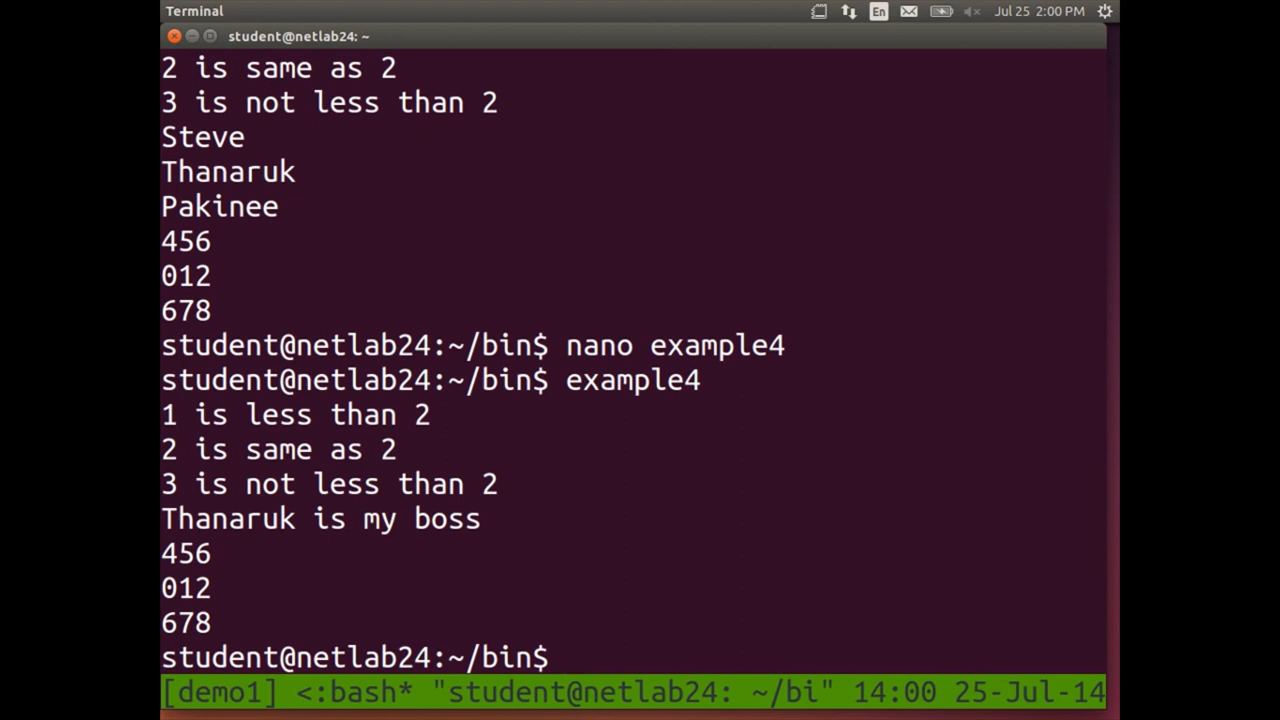 Terminal
En
Jul 25 2:00 PM
student@netlab24: ~
2 is same as 2
3 is not less than 2
Steve
Thanaruk
Pakinee
456
012
678
student@netlab24:~/bin$ nano example4
student@netlab24:~/bin$ example4
1 is less than 2
2 is same as 2
3 is not less than 2
Thanaruk is my boss
456
012
678
student@netlab24:~/bin$
[demo1] <:bash* "student@netlab24: ~/bi" 14:00 25-Jul-14